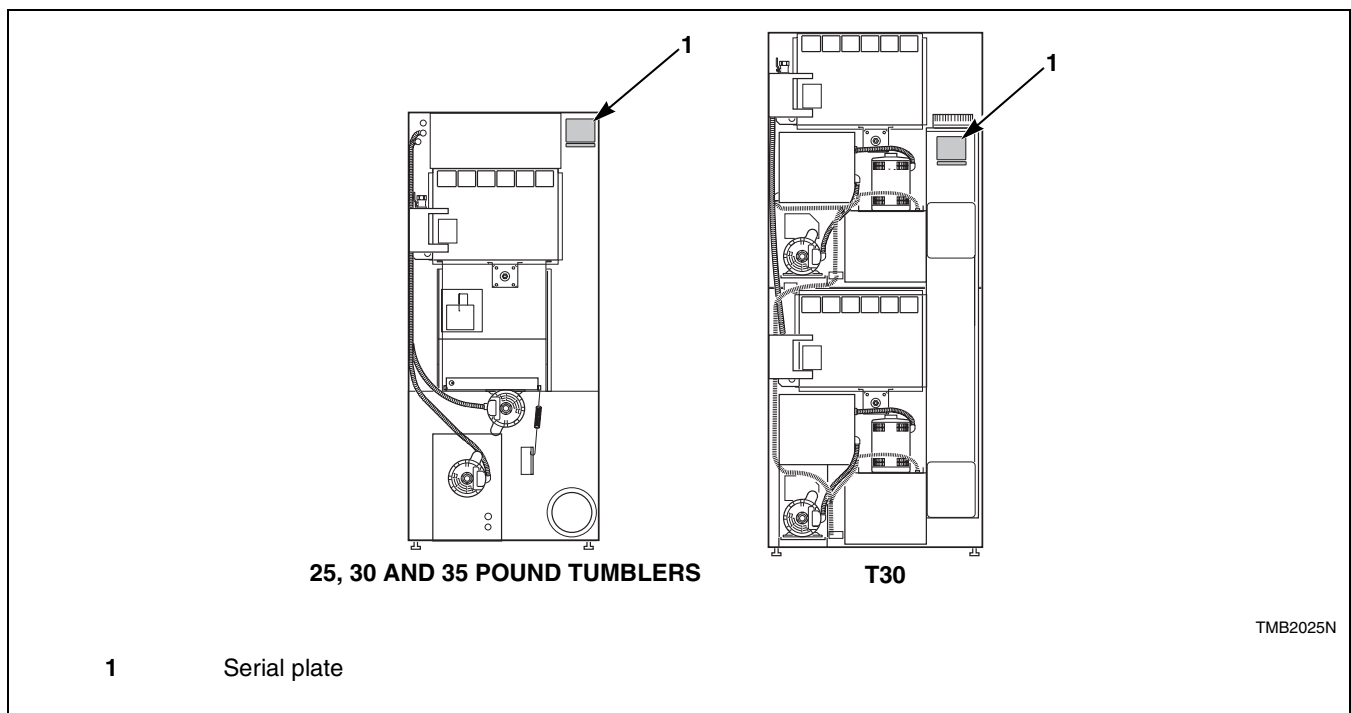 1
1
25, 30 AND 35 POUND TUMBLERS
T30
TMB2025N
1 Serial plate